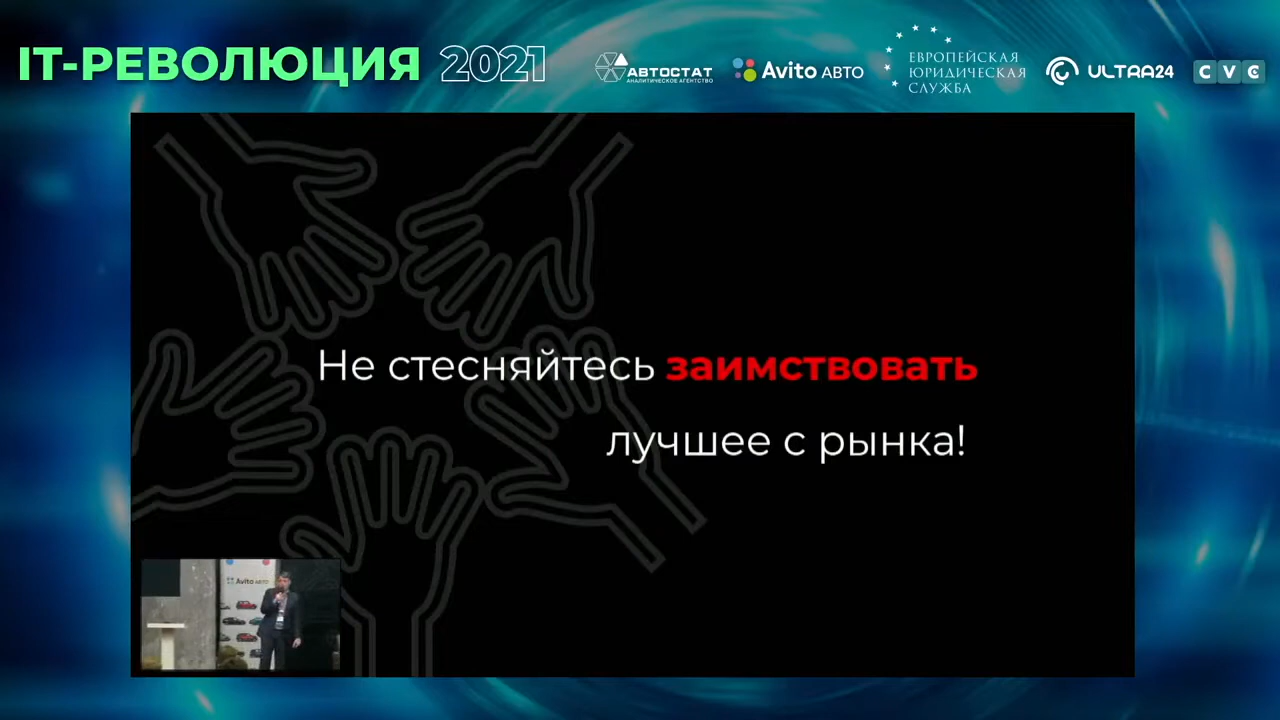 IT-РЕВОЛЮЦИЯ 2021
АВТОСТАТ
АНАЛИТИЧЕСКОЕ АГЕНТСТВО
Avito АВТО
ЕВРОПЕЙСКАЯ
ЮРИДИЧЕСКАЯ
СЛУЖБА
ULTRA24
CVC
Не стесняйтесь заимствовать
лучшее с рынка!
Avito АВТО